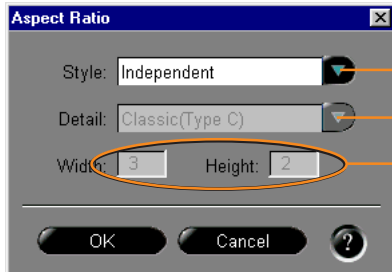 Aspect Ratio
Style: Independent
Detail: Classic(Type C)
Width: 3 Height: 2
OK Cancel ?